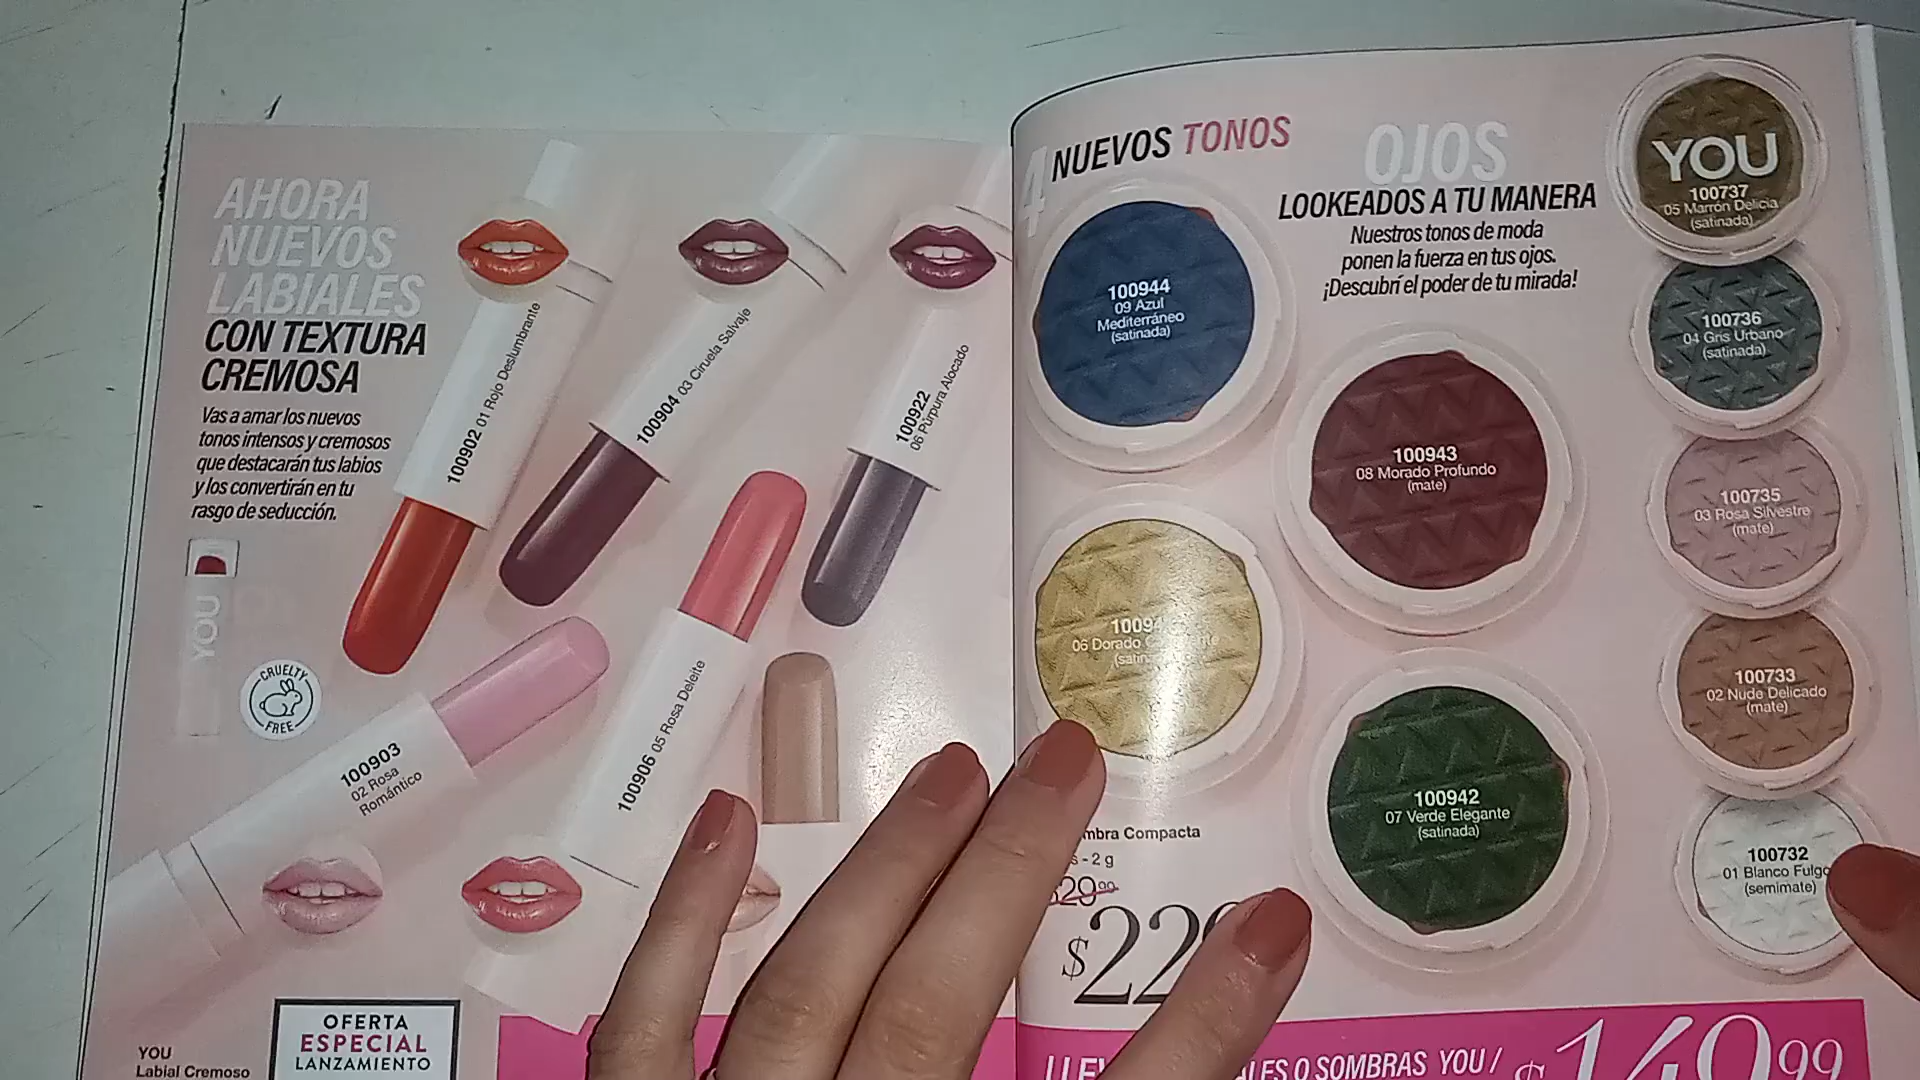 AHORA
NUEVOS
LABIALES
CON TEXTURA
CREMOSA
Vas a amar los nuevos
tonos intensos y cremosos
que destacarán tus labios
y los convertirán en tu
rasgo de seducción.
YOU
CRUELTY
FREE
100902 01 Rojo Deslumbrante
100904 03 Ciruela Salvaje
100922
06 Púrpura Alocado
100903
02 Rosa
Romántico
100906 05 Rosa Deleite
YOU
Labial Cremoso
OFERTA
ESPECIAL
LANZAMIENTO
4 NUEVOS TONOS
OJOS
LOOKEADOS A TU MANERA
Nuestros tonos de moda
ponen la fuerza en tus ojos.
¡Descubrí el poder de tu mirada!
100944
09 Azul
Mediterráneo
(satinada)
100943
08 Morado Profundo
(mate)
06 Dorado
100942
07 Verde Elegante
(satinada)
YOU
100737
05 Marrón Delicia
(satinada)
100736
04 Gris Urbano
(satinada)
100735
03 Rosa Silvestre
(mate)
100733
02 Nude Delicado
(mate)
100732
01 Blanco
(semimate)
Compacta
- 2 g
$22
O SOMBRAS YOU /
$149,99